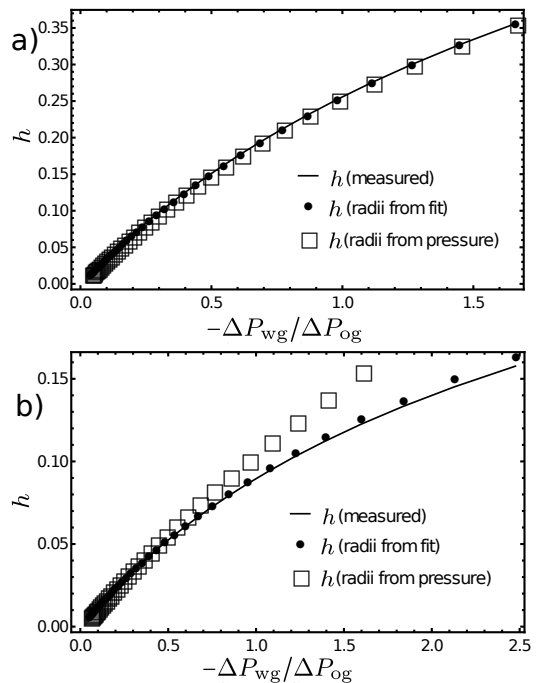 a)
0.35
0.30
0.25
0.20
0.15
0.10
0.05
0.00
h
h (measured)
h (radii from fit)
h (radii from pressure)
0.0 0.5 1.0 1.5
−ΔP_wg/ΔP_og
b)
0.15
0.10
0.05
0.00
h
h (measured)
h (radii from fit)
h (radii from pressure)
0.0 0.5 1.0 1.5 2.0 2.5
−ΔP_wg/ΔP_og